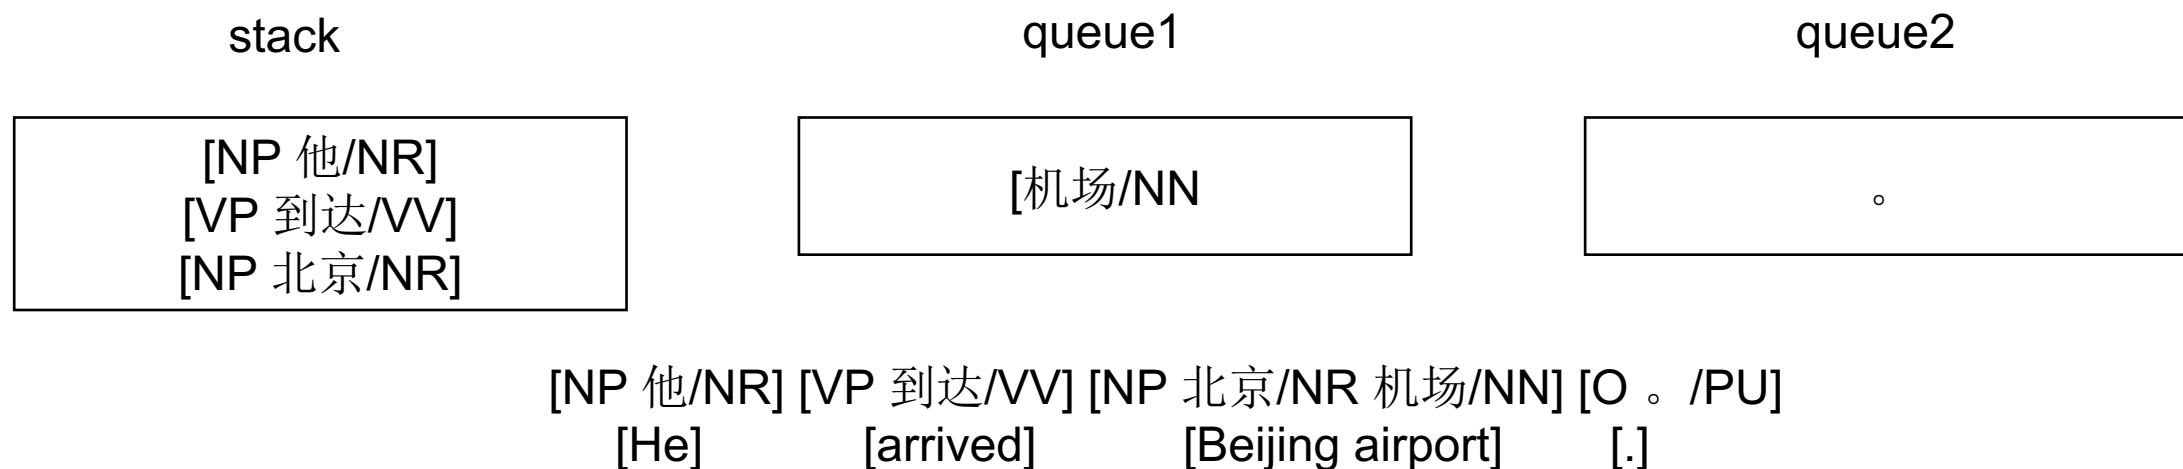 stack
queue1
queue2
[NP 他/NR]
[VP 到达/VV]
[NP 北京/NR]
[机场/NN
。
[NP 他/NR] [VP 到达/VV] [NP 北京/NR 机场/NN] [O 。/PU]
[He] [arrived] [Beijing airport] [.]